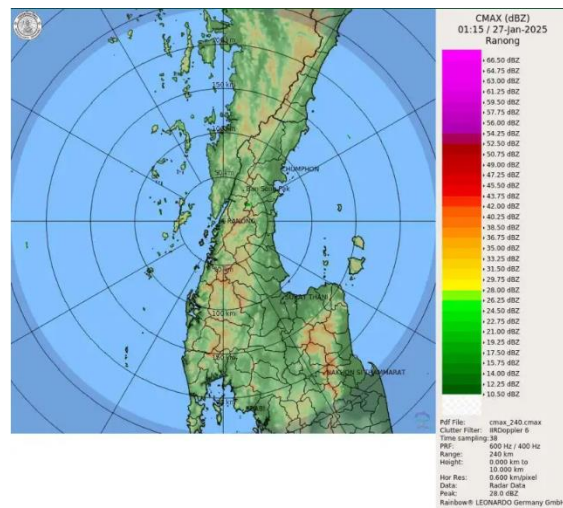 CMAX (dBZ)
01:15 / 27-Jan-2025
Ranong
66.50 dBZ
64.75 dBZ
63.00 dBZ
61.25 dBZ
59.50 dBZ
57.75 dBZ
56.00 dBZ
54.25 dBZ
52.50 dBZ
50.75 dBZ
49.00 dBZ
47.25 dBZ
45.50 dBZ
43.75 dBZ
42.00 dBZ
40.25 dBZ
38.50 dBZ
36.75 dBZ
35.00 dBZ
33.25 dBZ
31.50 dBZ
29.75 dBZ
28.00 dBZ
26.25 dBZ
24.50 dBZ
22.75 dBZ
21.00 dBZ
19.25 dBZ
17.50 dBZ
15.75 dBZ
14.00 dBZ
12.25 dBZ
10.50 dBZ
150 km
100 km
CHUMPHON
50 km
RANONG
SURAT THANI
100 km
150 km
NAKHON SI THAMMARAT
Pdf File: cmax_240.cmax
Clutter Filter: IIRDoppler 6
Time sampling:38
PRF: 600 Hz / 400 Hz
Range: 240 km
Height: 0.000 km to
10.000 km
Hor Res: 0.600 km/pixel
Data: Radar Data
Peak: 28.0 dBZ
Rainbow® LEONARDO Germany GmbH